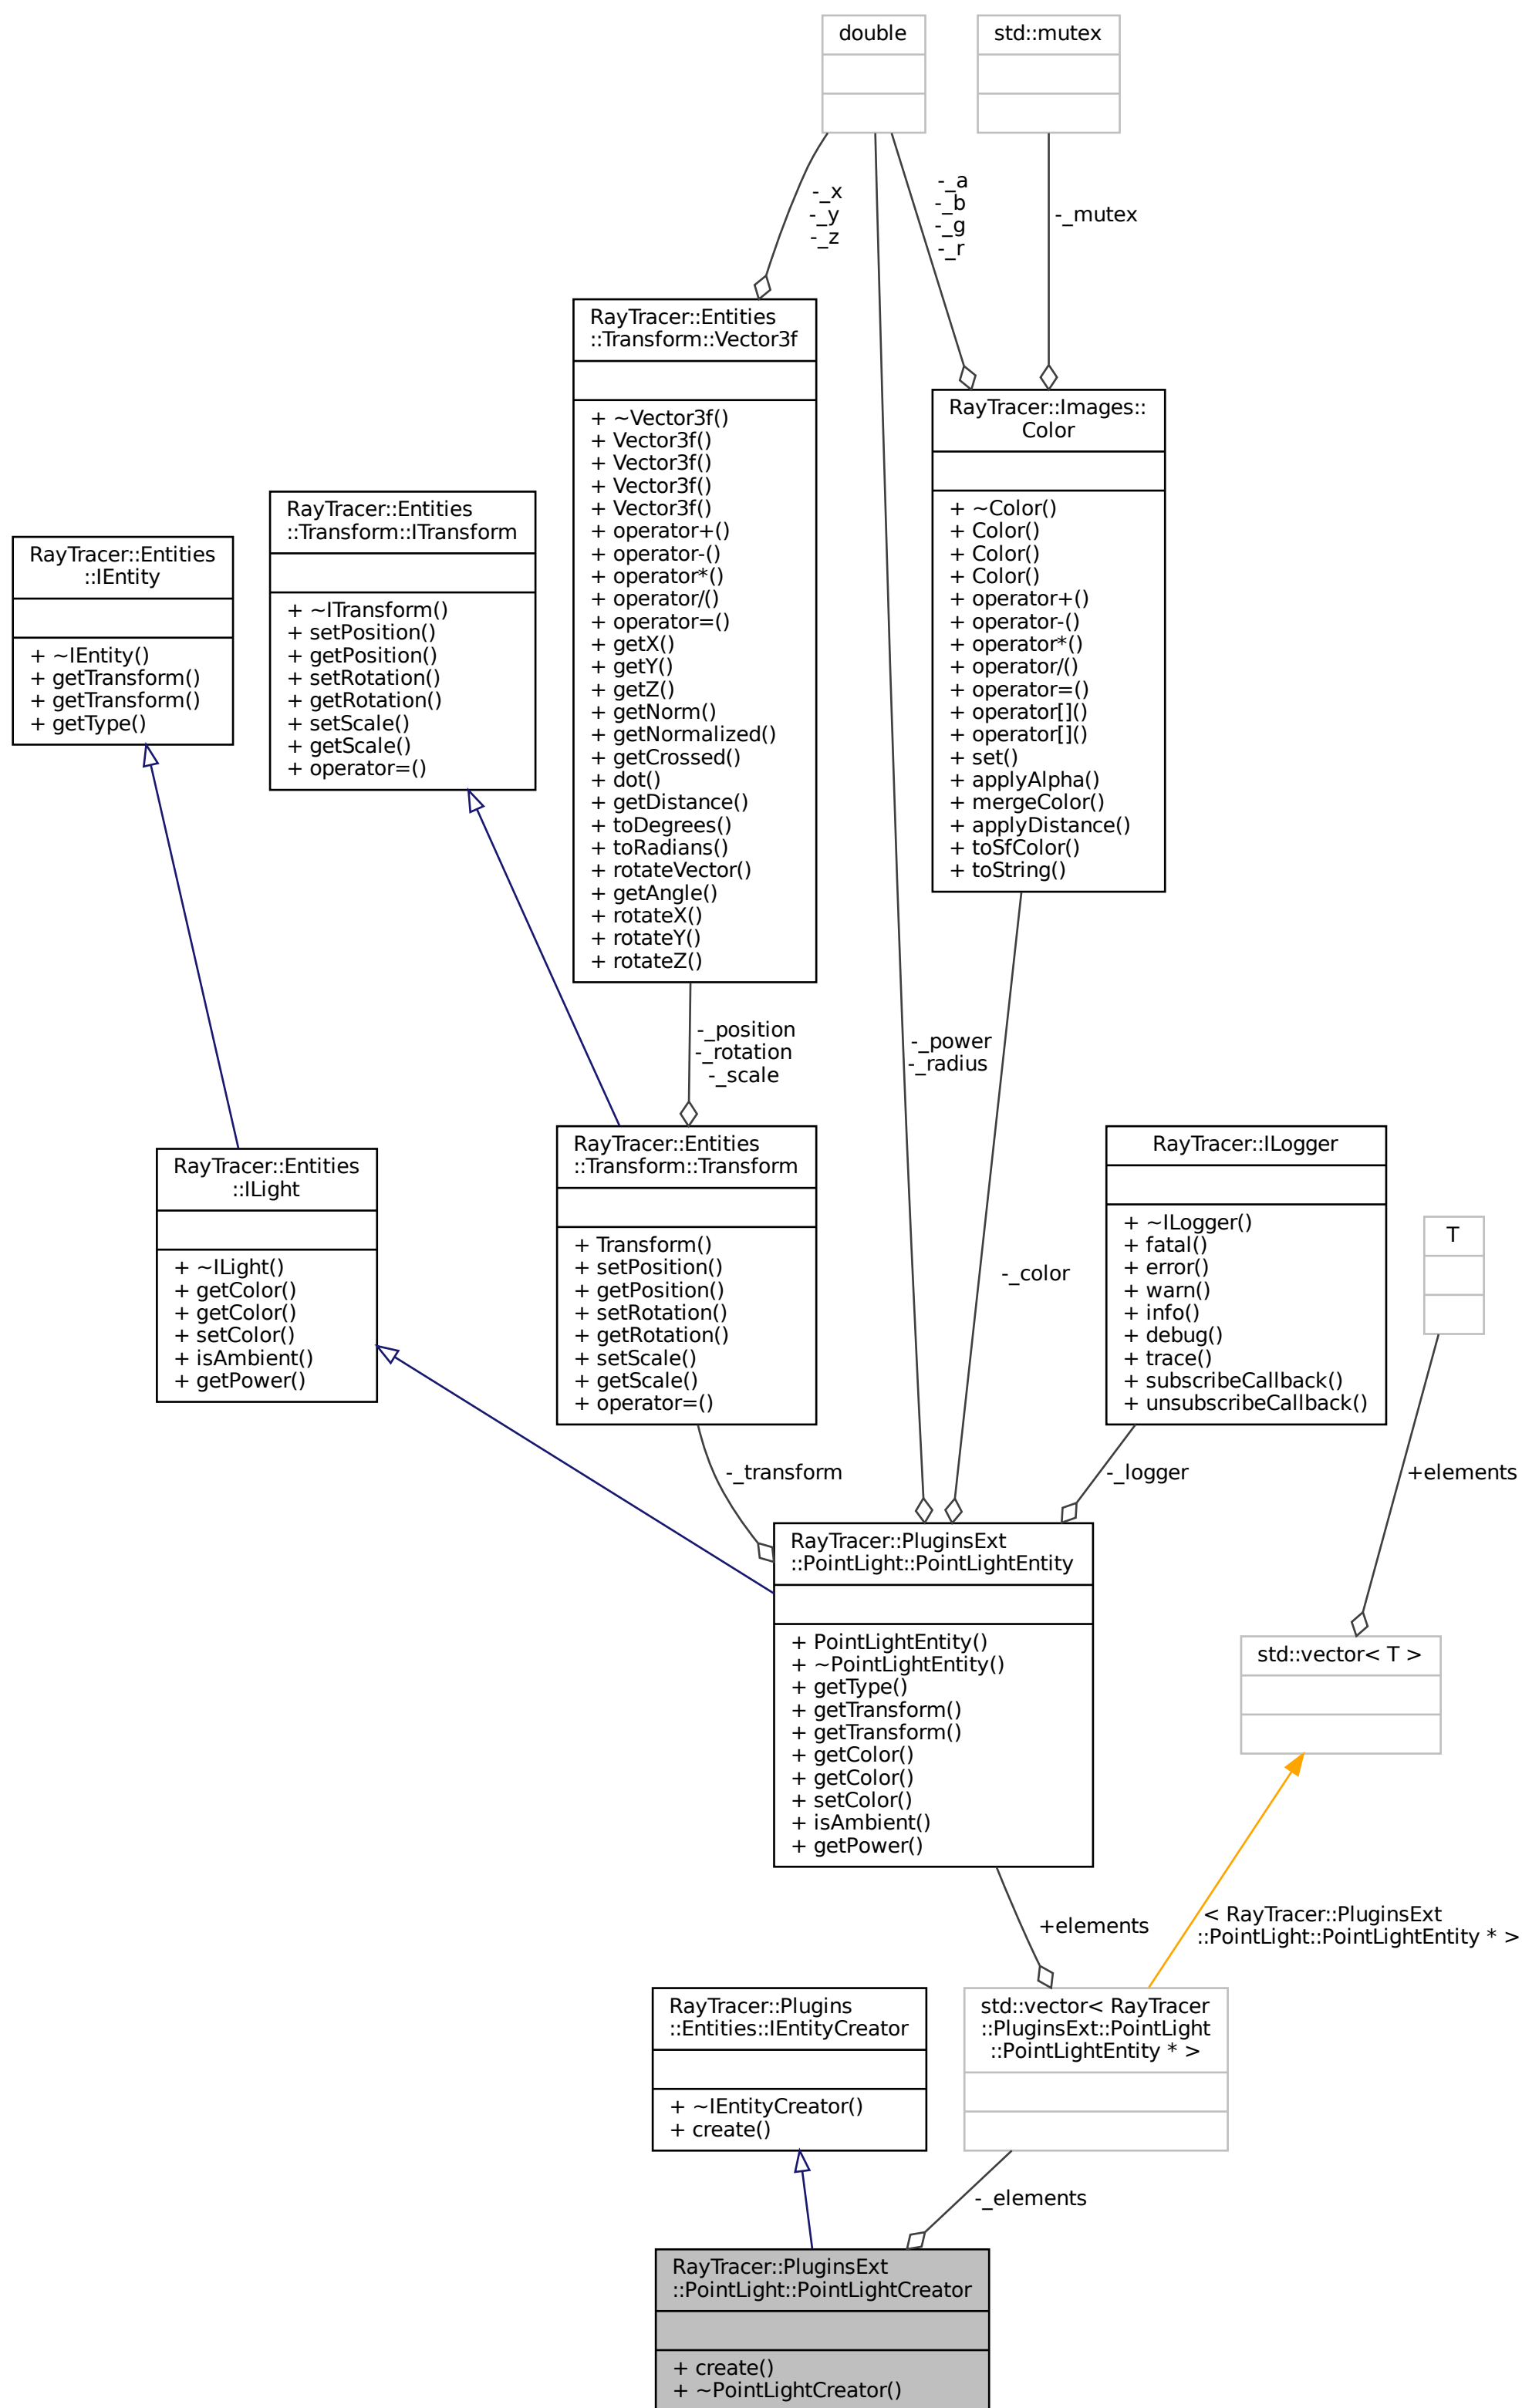 double
std::mutex
-_x
-_y
-_z
-_a
-_b
-_g
-_r
-_mutex
RayTracer::Entities
::Transform::Vector3f
+ ~Vector3f()
+ Vector3f()
+ Vector3f()
+ Vector3f()
+ Vector3f()
+ operator+()
+ operator-()
+ operator*()
+ operator/()
+ operator=()
+ getX()
+ getY()
+ getZ()
+ getNorm()
+ getNormalized()
+ getCrossed()
+ dot()
+ getDistance()
+ toDegrees()
+ toRadians()
+ rotateVector()
+ getAngle()
+ rotateX()
+ rotateY()
+ rotateZ()
RayTracer::Images::
Color
+ ~Color()
+ Color()
+ Color()
+ Color()
+ operator+()
+ operator-()
+ operator*()
+ operator/()
+ operator=()
+ operator[]()
+ operator[]()
+ set()
+ applyAlpha()
+ mergeColor()
+ applyDistance()
+ toSfColor()
+ toString()
RayTracer::Entities
::Transform::ITransform
+ ~ITransform()
+ setPosition()
+ getPosition()
+ setRotation()
+ getRotation()
+ setScale()
+ getScale()
+ operator=()
RayTracer::Entities
::IEntity
+ ~IEntity()
+ getTransform()
+ getTransform()
+ getType()
-_position
-_rotation
-_scale
-_power
-_radius
RayTracer::Entities
::ILight
+ ~ILight()
+ getColor()
+ getColor()
+ setColor()
+ isAmbient()
+ getPower()
RayTracer::Entities
::Transform::Transform
+ Transform()
+ setPosition()
+ getPosition()
+ setRotation()
+ getRotation()
+ setScale()
+ getScale()
+ operator=()
-_color
RayTracer::ILogger
+ ~ILogger()
+ fatal()
+ error()
+ warn()
+ info()
+ debug()
+ trace()
+ subscribeCallback()
+ unsubscribeCallback()
T
-_transform
-_logger
+elements
RayTracer::PluginsExt
::PointLight::PointLightEntity
+ PointLightEntity()
+ ~PointLightEntity()
+ getType()
+ getTransform()
+ getTransform()
+ getColor()
+ getColor()
+ setColor()
+ isAmbient()
+ getPower()
std::vector< T >
+elements
< RayTracer::PluginsExt
::PointLight::PointLightEntity * >
RayTracer::Plugins
::Entities::IEntityCreator
+ ~IEntityCreator()
+ create()
std::vector< RayTracer
::PluginsExt::PointLight
::PointLightEntity * >
-_elements
RayTracer::PluginsExt
::PointLight::PointLightCreator
+ create()
+ ~PointLightCreator()